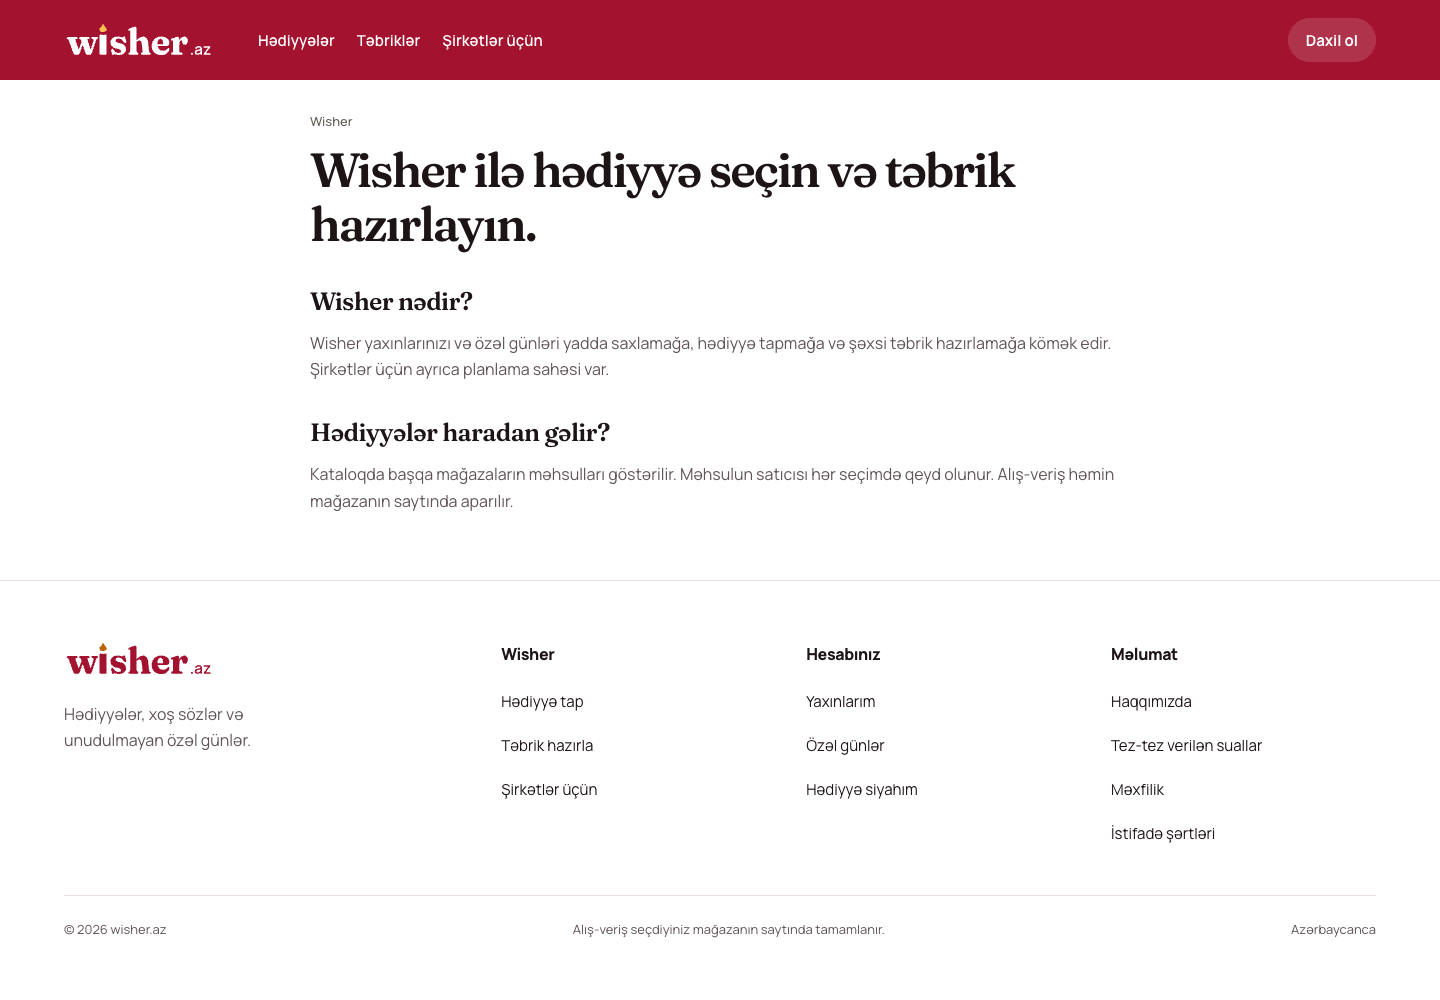 wisher.az
Hədiyyələr
Təbriklər
Şirkətlər üçün
Daxil ol
Wisher
Wisher ilə hədiyyə seçin və təbrik
hazırlayın.
Wisher nədir?
Wisher yaxınlarınızı və özəl günləri yadda saxlamağa, hədiyyə tapmağa və şəxsi təbrik hazırlamağa kömək edir.
Şirkətlər üçün ayrıca planlama sahəsi var.
Hədiyyələr haradan gəlir?
Kataloqda başqa mağazaların məhsulları göstərilir. Məhsulun satıcısı hər seçimdə qeyd olunur. Alış-veriş həmin
mağazanın saytında aparılır.
wisher.az
Hədiyyələr, xoş sözlər və
unudulmayan özəl günlər.
Wisher
Hədiyyə tap
Təbrik hazırla
Şirkətlər üçün
Hesabınız
Yaxınlarım
Özəl günlər
Hədiyyə siyahım
Məlumat
Haqqımızda
Tez-tez verilən suallar
Məxfilik
İstifadə şərtləri
© 2026 wisher.az
Alış-veriş seçdiyiniz mağazanın saytında tamamlanır.
Azərbaycanca